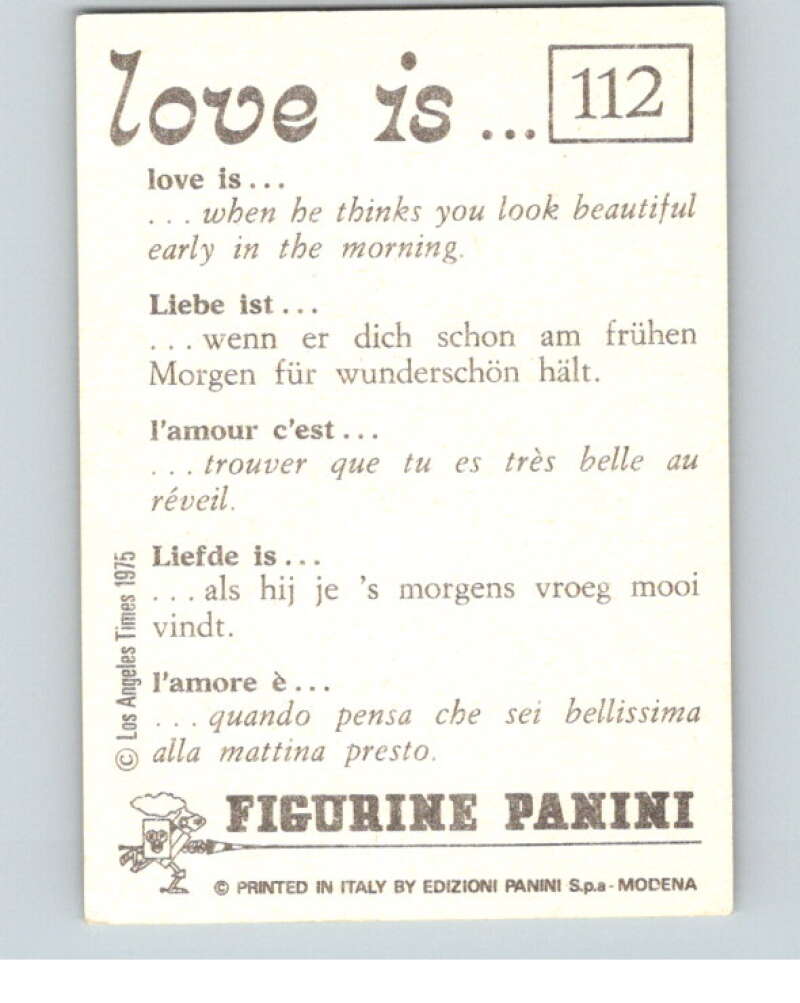 love is ...
112
love is ...
... when he thinks you look beautiful
early in the morning.
Liebe ist ...
... wenn er dich schon am frühen
Morgen für wunderschön hält.
l'amour c'est ...
... trouver que tu es très belle au
réveil.
Liefde is ...
... als hij je 's morgens vroeg mooi
vindt.
l'amore è ...
... quando pensa che sei bellissima
alla mattina presto.
© Los Angeles Times 1975
FIGURINE PANINI
© PRINTED IN ITALY BY EDIZIONI PANINI S.p.a - MODENA